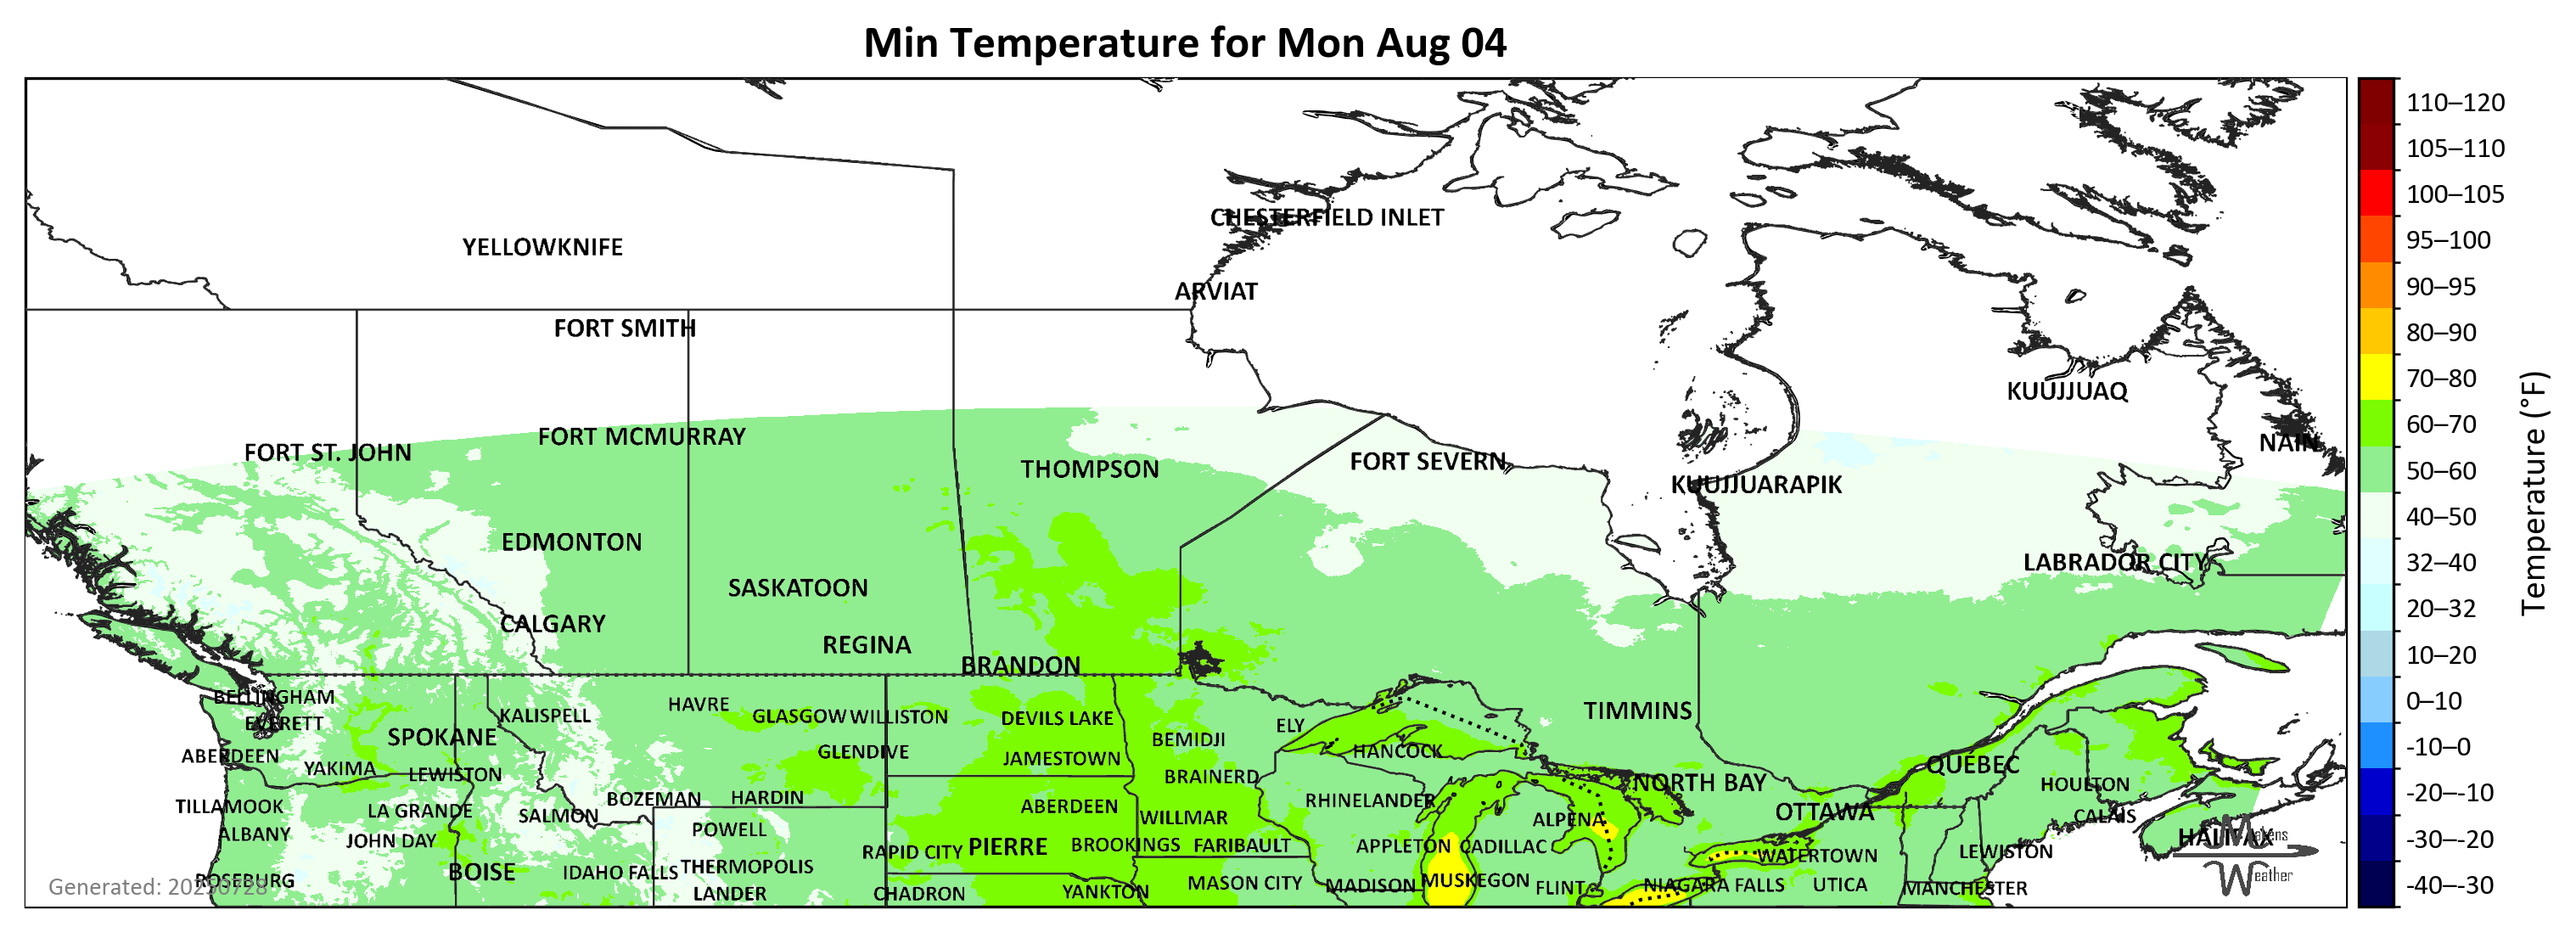 Min Temperature for Mon Aug 04
CHESTERFIELD INLET
YELLOWKNIFE
ARVIAT
FORT SMITH
KUUJJUAQ
FORT MCMURRAY
NAIN
FORT ST. JOHN
FORT SEVERN
THOMPSON
KUUJJUARAPIK
EDMONTON
LABRADOR CITY
SASKATOON
CALGARY
REGINA
BRANDON
BELLINGHAM
HAVRE
KALISPELL
GLASGOW WILLISTON
DEVILS LAKE
TIMMINS
EVERETT
ELY
SPOKANE
BEMIDJI
GLENDIVE
HANCOCK
ABERDEEN
JAMESTOWN
QUÉBEC
YAKIMA
LEWISTON
BRAINERD
NORTH BAY
HOULTON
BOZEMAN
HARDIN
RHINELANDER
TILLAMOOK
LA GRANDE
ABERDEEN
SALMON
WILLMAR
ALPENA
OTTAWA
CALAIS
ALBANY
POWELL
HALIFAX
JOHN DAY
PIERRE
BROOKINGS
FARIBAULT
APPLETON
CADILLAC
RAPID CITY
WATERTOWN
LEWISTON
BOISE
IDAHO FALLS
THERMOPOLIS
ROSEBURG
MASON CITY
MADISON
MUSKEGON
FLINT
NIAGARA FALLS
UTICA
MANCHESTER
LANDER
CHADRON
YANKTON
Generated: 20250728
Makens
Weather
110–120
105–110
100–105
95–100
90–95
80–90
70–80
60–70
50–60
40–50
32–40
20–32
10–20
0–10
-10–0
-20–-10
-30–-20
-40–-30
Temperature (°F)